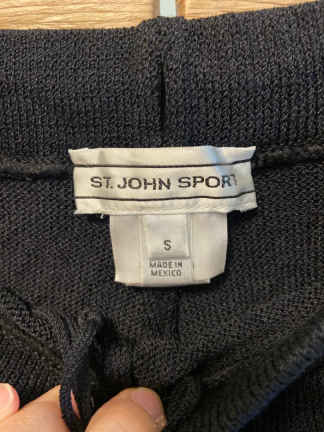 ST. JOHN SPORT
S
MADE IN
MEXICO